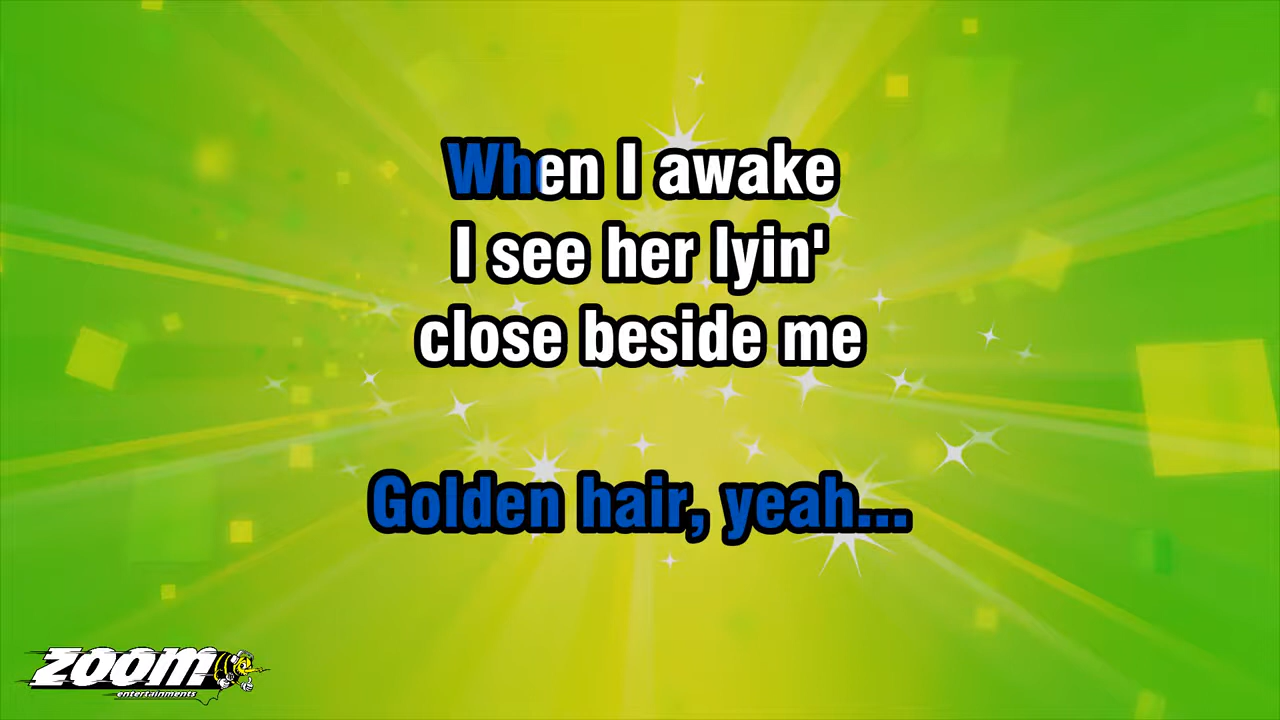 When I awake
I see her lyin'
close beside me
Golden hair, yeah...
zoom
entertainments